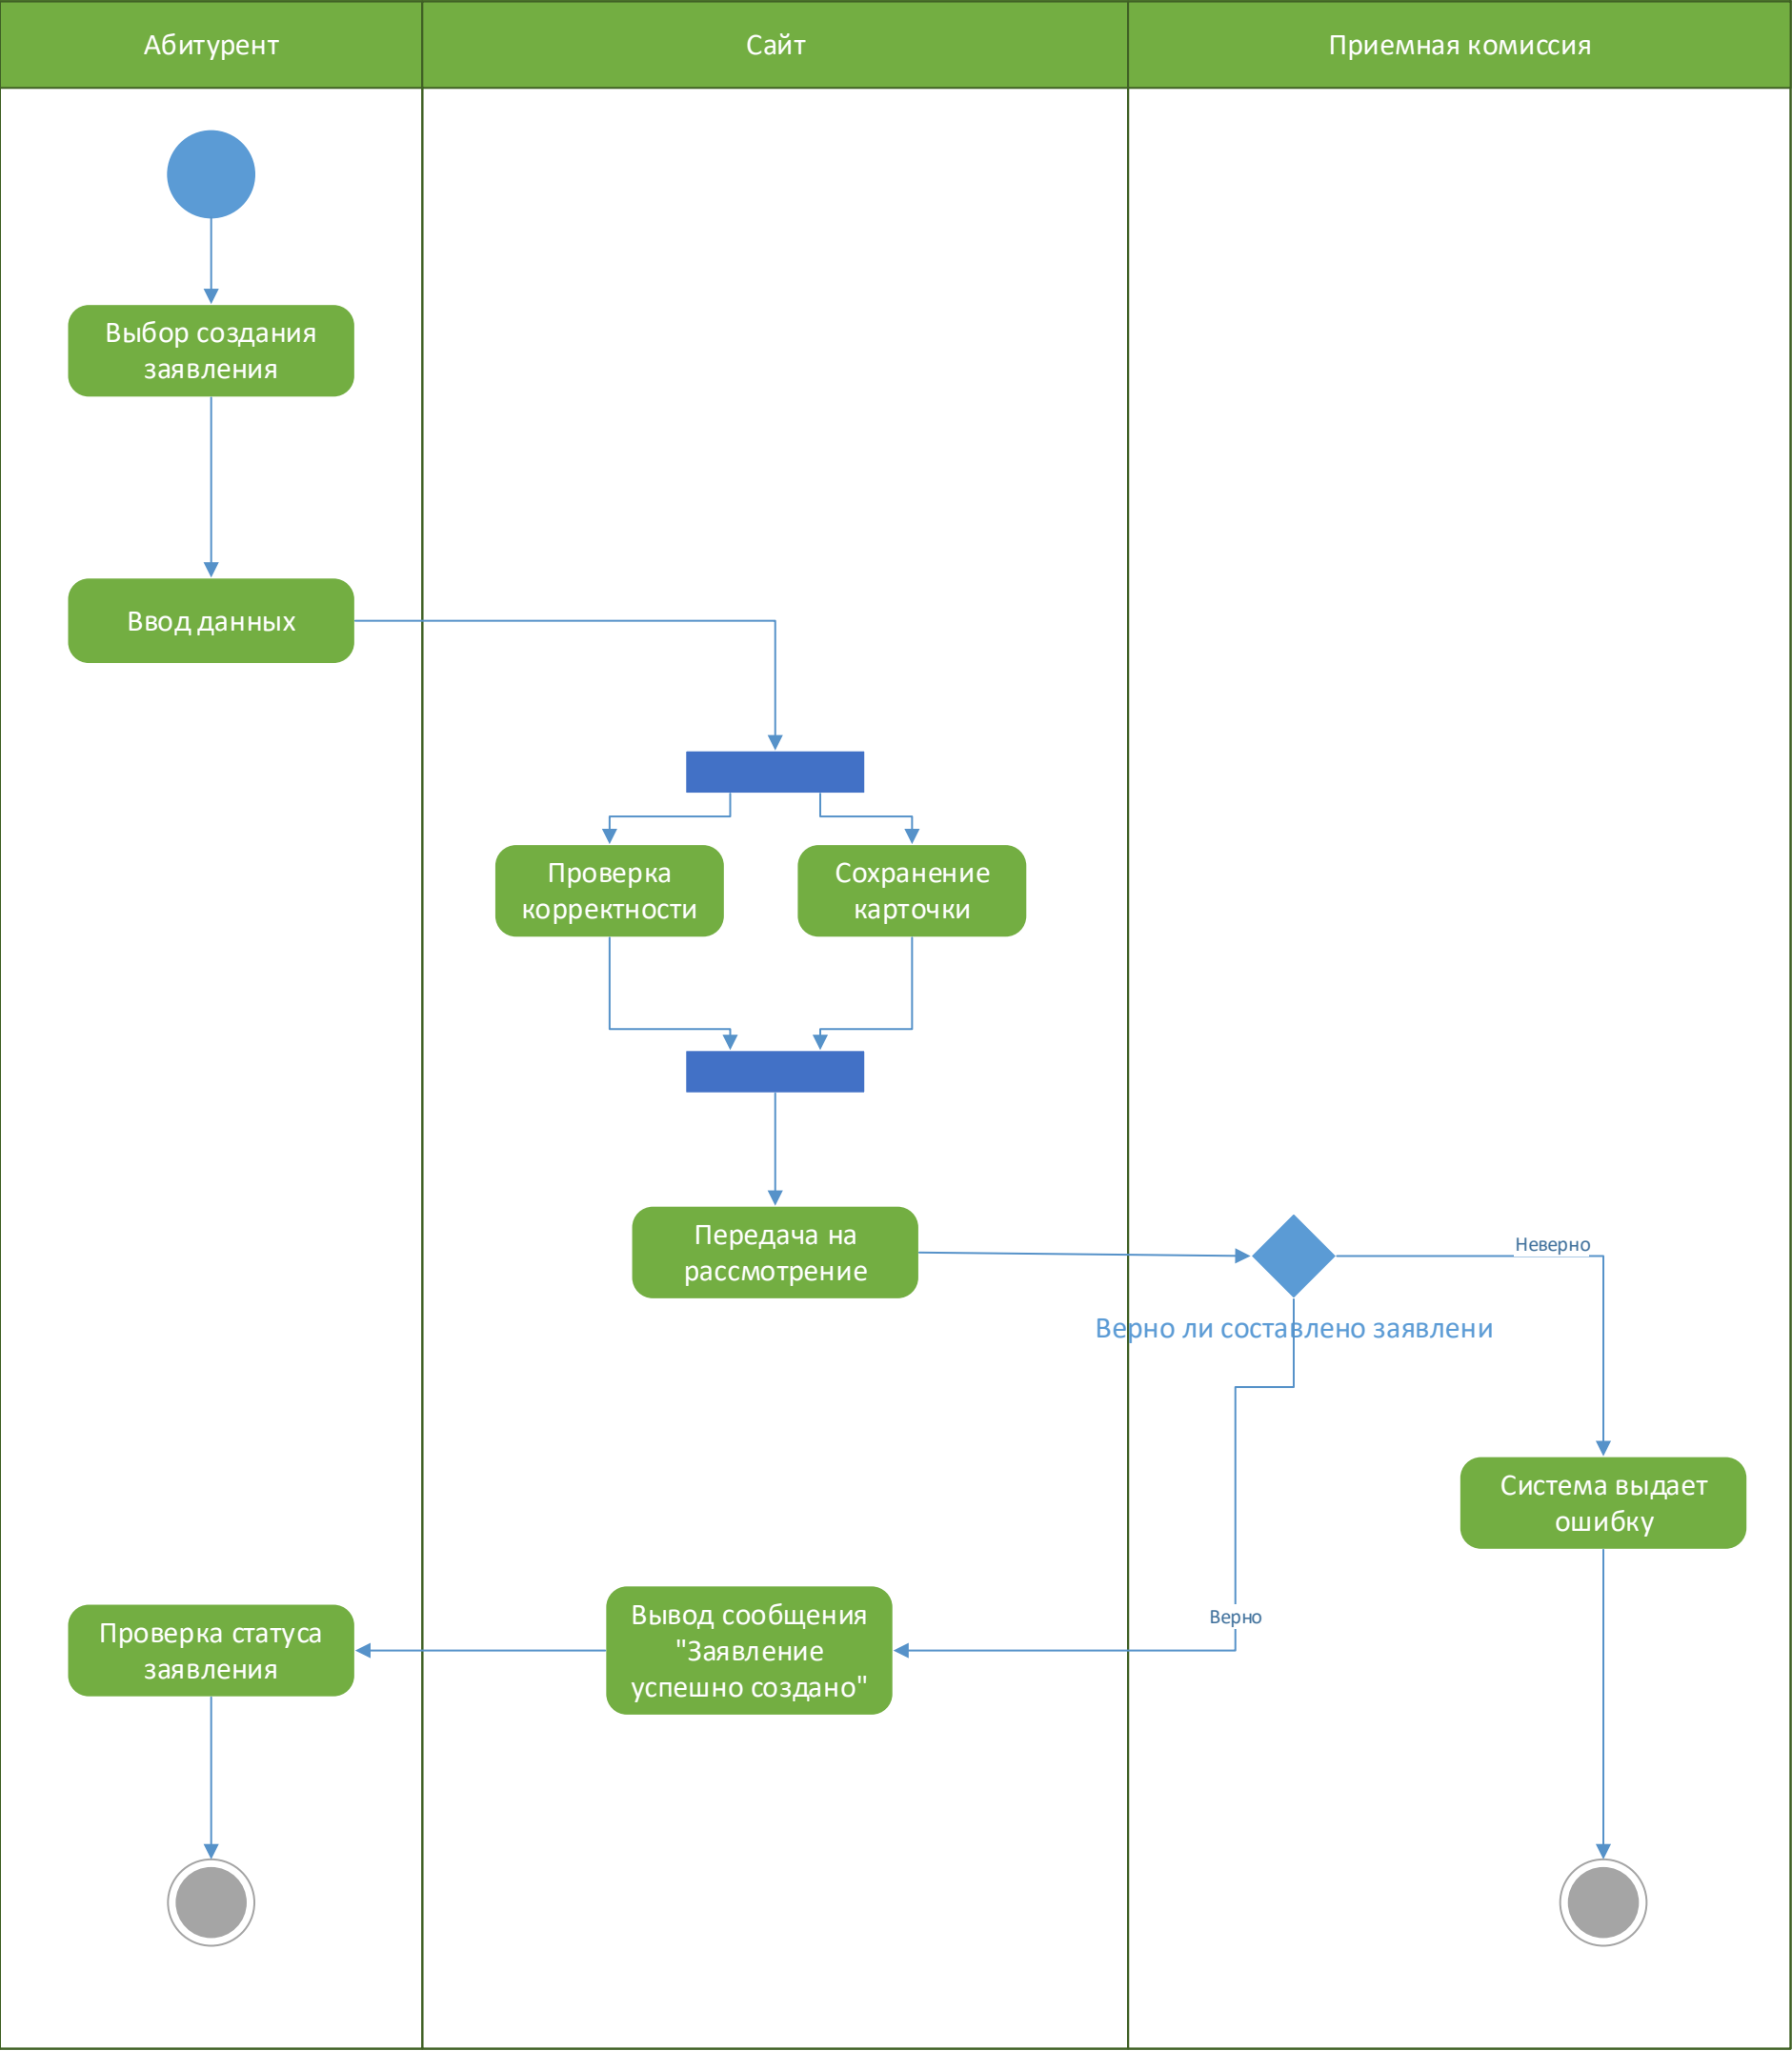 Абитурент
Сайт
Приемная комиссия
Выбор создания
заявления
Ввод данных
Проверка
корректности
Сохранение
карточки
Передача на
рассмотрение
Неверно
Верно ли составлено заявлени
Система выдает
ошибку
Верно
Вывод сообщения
"Заявление
успешно создано"
Проверка статуса
заявления